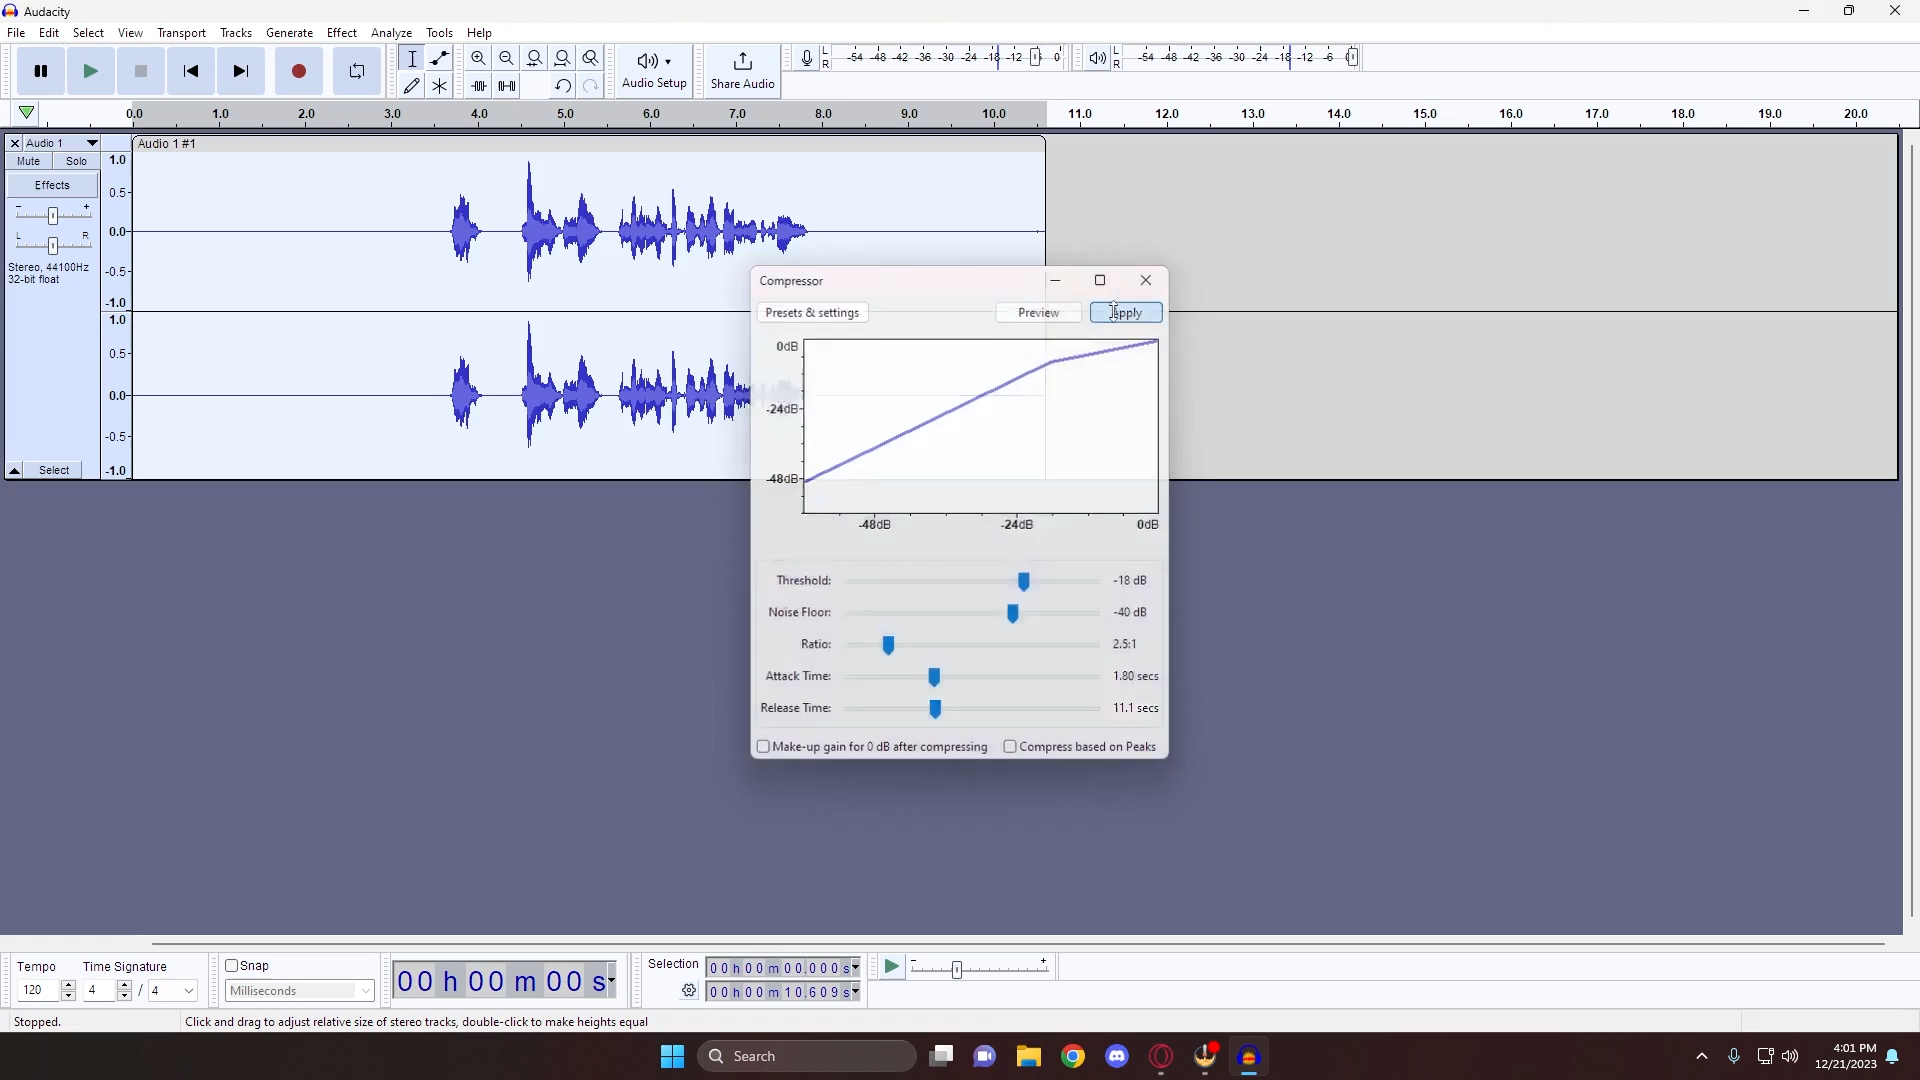 Audacity
File Edit Select View Transport Tracks Generate Effect Analyze Tools Help
Audio Setup
Share Audio
L R
-54 -48 -42 -36 -30 -24 -18 -12 0
L R
-54 -48 -42 -36 -30 -24 -18 -12 -6
0.0 1.0 2.0 3.0 4.0 5.0 6.0 7.0 8.0 9.0 10.0 11.0 12.0 13.0 14.0 15.0 16.0 17.0 18.0 19.0 20.0
Audio 1
Audio 1 #1
Mute Solo
Effects
- +
L R
Stereo, 44100Hz
32-bit float
1.0
0.5-
0.0-
-0.5-
-1.0
1.0
0.5-
0.0-
-0.5-
-1.0
Select
Compressor
Presets & settings Preview Apply
0dB
-24dB
-48dB
-48dB -24dB 0dB
Threshold: -18 dB
Noise Floor: -40 dB
Ratio: 2.5:1
Attack Time: 1.80 secs
Release Time: 11.1 secs
Make-up gain for 0 dB after compressing Compress based on Peaks
Tempo Time Signature
120 4 / 4
Snap
Milliseconds
00 h 00 m 00 s
Selection 00 h 00 m 00.000 s
00 h 00 m 10.609 s
- +
Stopped. Click and drag to adjust relative size of stereo tracks, double-click to make heights equal
Search
4:01 PM
12/21/2023